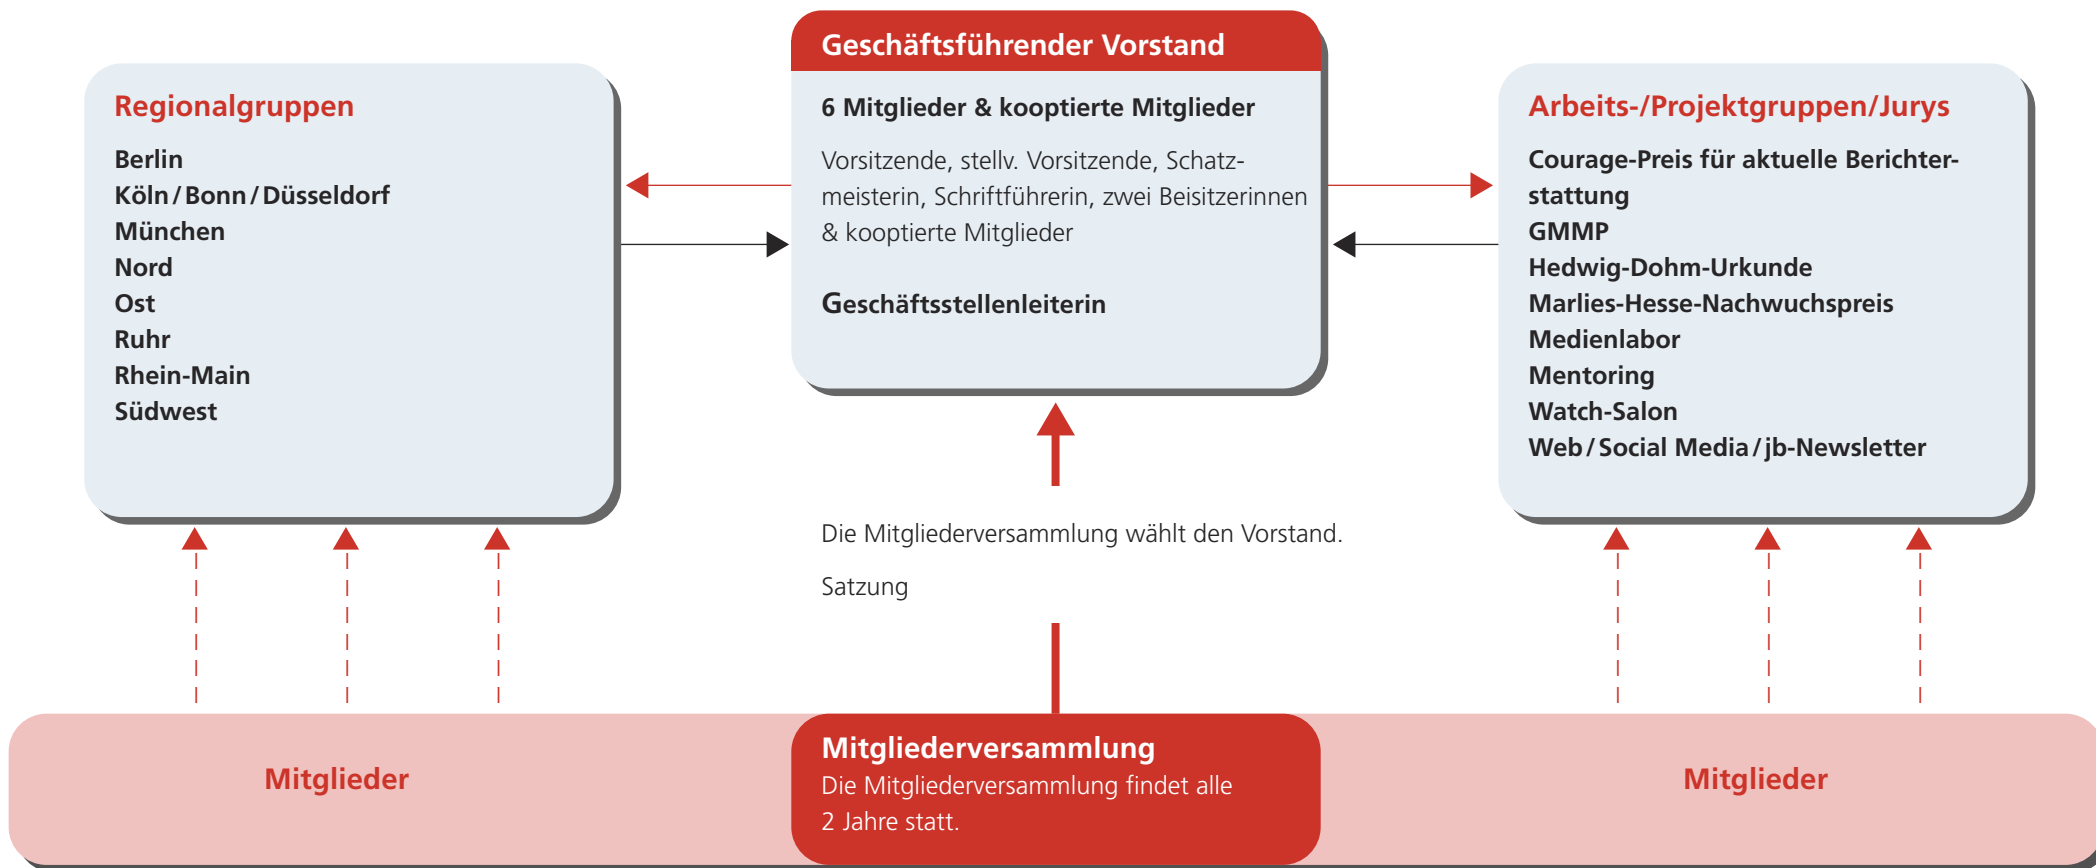 Regionalgruppen
Berlin
Köln/Bonn/Düsseldorf
München
Nord
Ost
Ruhr
Rhein-Main
Südwest
Geschäftsführender Vorstand
6 Mitglieder & kooptierte Mitglieder
Vorsitzende, stellv. Vorsitzende, Schatz-
meisterin, Schriftführerin, zwei Beisitzerinnen
& kooptierte Mitglieder
Geschäftsstellenleiterin
Arbeits-/Projektgruppen/Jurys
Courage-Preis für aktuelle Berichter-
stattung
GMMP
Hedwig-Dohm-Urkunde
Marlies-Hesse-Nachwuchspreis
Medienlabor
Mentoring
Watch-Salon
Web/Social Media/jb-Newsletter
Die Mitgliederversammlung wählt den Vorstand.
Satzung
Mitglieder
Mitgliederversammlung
Die Mitgliederversammlung findet alle
2 Jahre statt.
Mitglieder